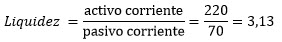 Liquidez = activo corriente / pasivo corriente = 220 / 70 = 3,13